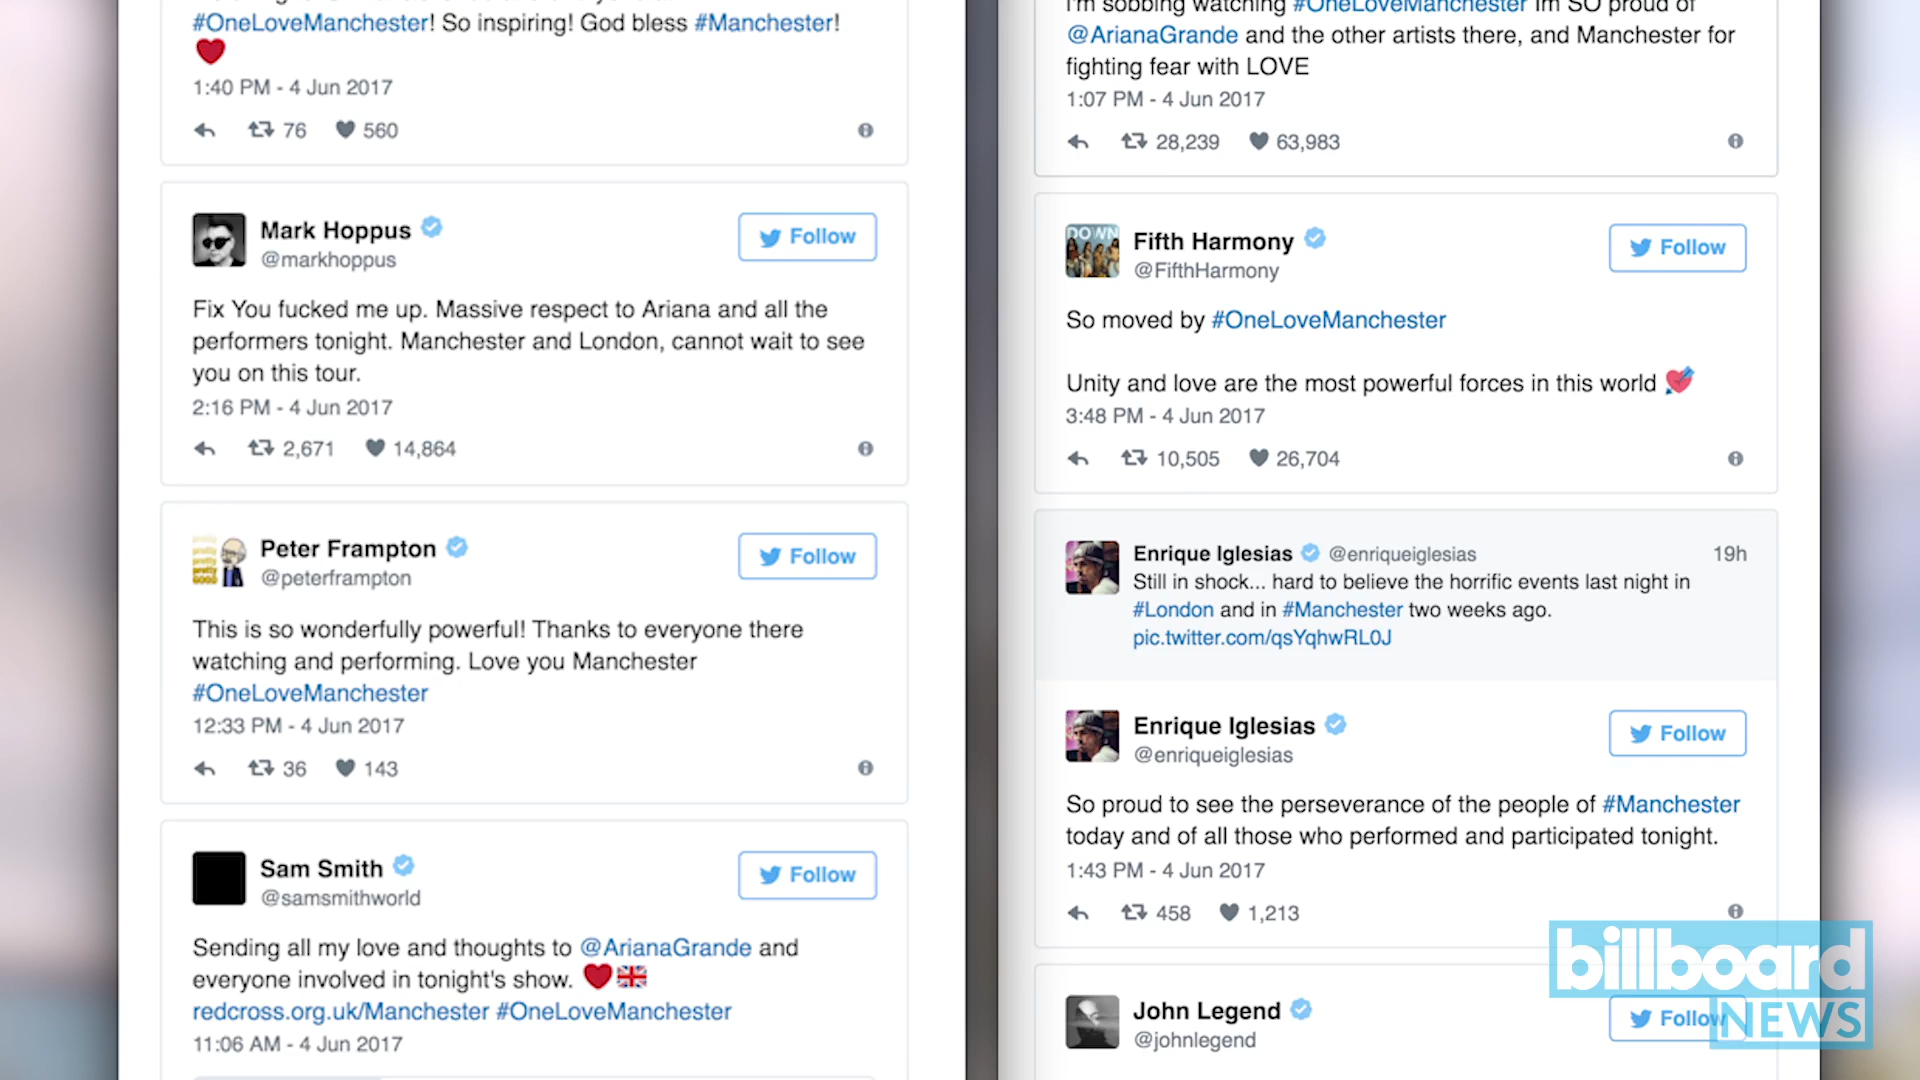 #OneLoveManchester! So inspiring! God bless #Manchester!
1:40 PM - 4 Jun 2017
76 560
Mark Hoppus
@markhoppus
Follow
Fix You fucked me up. Massive respect to Ariana and all the
performers tonight. Manchester and London, cannot wait to see
you on this tour.
2:16 PM - 4 Jun 2017
2,671 14,864
Peter Frampton
@peterframpton
Follow
This is so wonderfully powerful! Thanks to everyone there
watching and performing. Love you Manchester
#OneLoveManchester
12:33 PM - 4 Jun 2017
36 143
Sam Smith
@samsmithworld
Follow
Sending all my love and thoughts to @ArianaGrande and
everyone involved in tonight's show. ❤️🇬🇧
redcross.org.uk/Manchester #OneLoveManchester
11:06 AM - 4 Jun 2017
I'm sobbing watching #OneLoveManchester Im SO proud of
@ArianaGrande and the other artists there, and Manchester for
fighting fear with LOVE
1:07 PM - 4 Jun 2017
28,239 63,983
DOWN
Fifth Harmony
@FifthHarmony
Follow
So moved by #OneLoveManchester
Unity and love are the most powerful forces in this world 💘
3:48 PM - 4 Jun 2017
10,505 26,704
Enrique Iglesias @enriqueiglesias 19h
Still in shock... hard to believe the horrific events last night in
#London and in #Manchester two weeks ago.
pic.twitter.com/qsYqhwRL0J
Enrique Iglesias
@enriqueiglesias
Follow
So proud to see the perseverance of the people of #Manchester
today and of all those who performed and participated tonight.
1:43 PM - 4 Jun 2017
458 1,213
John Legend
@johnlegend
Follow
billboard
NEWS